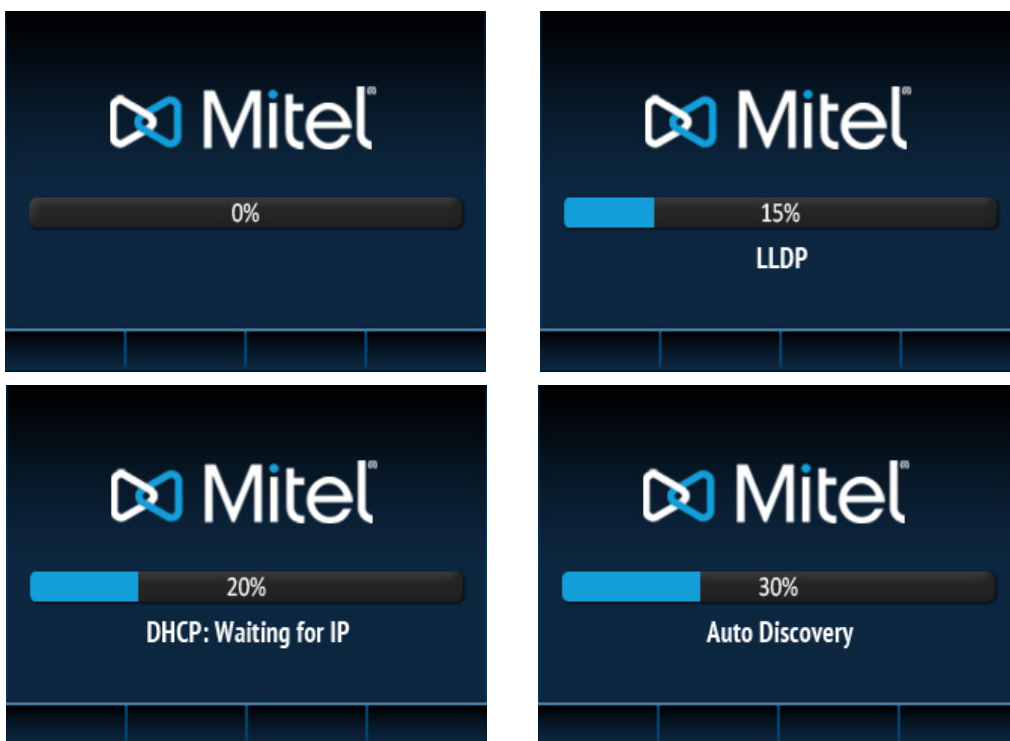 Mitel
0%
Mitel
15%
LLDP
Mitel
20%
DHCP: Waiting for IP
Mitel
30%
Auto Discovery